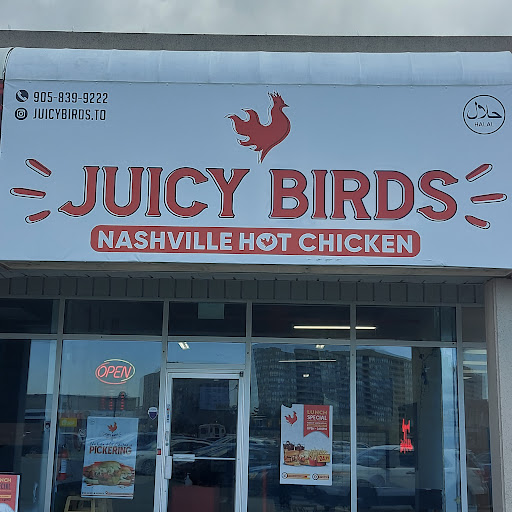 905-839-9222
JUICYBIRDS.TO
حلال
HALAL
JUICY BIRDS
NASHVILLE HOT CHICKEN
OPEN
PICKERING
LUNCH
SPECIAL